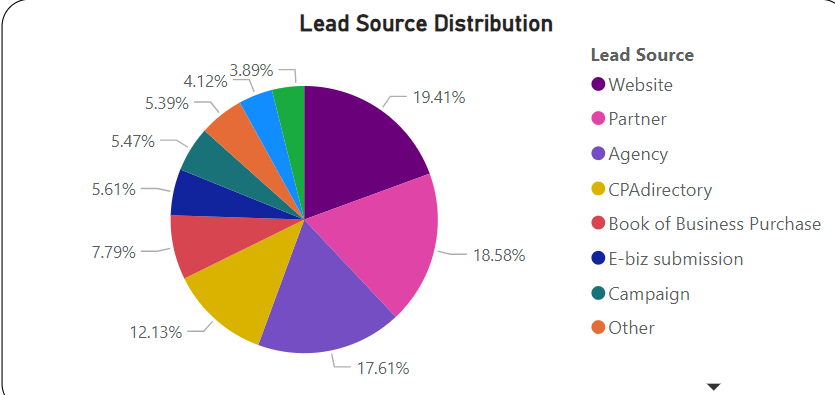 Lead Source Distribution
Lead Source
Website
Partner
Agency
CPAdirectory
Book of Business Purchase
E-biz submission
Campaign
Other
3.89%
4.12%
5.39%
5.47%
5.61%
7.79%
12.13%
17.61%
18.58%
19.41%